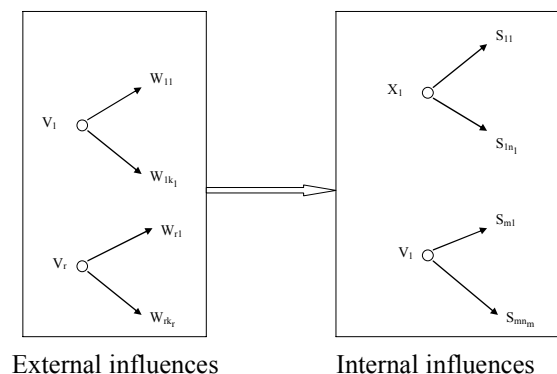 W₁₁
V₁
W₁ₖ₁
Wᵣ₁
Vᵣ
Wᵣₖᵣ
S₁₁
X₁
S₁ₙ₁
Sₘ₁
V₁
Sₘₙₘ
External influences
Internal influences